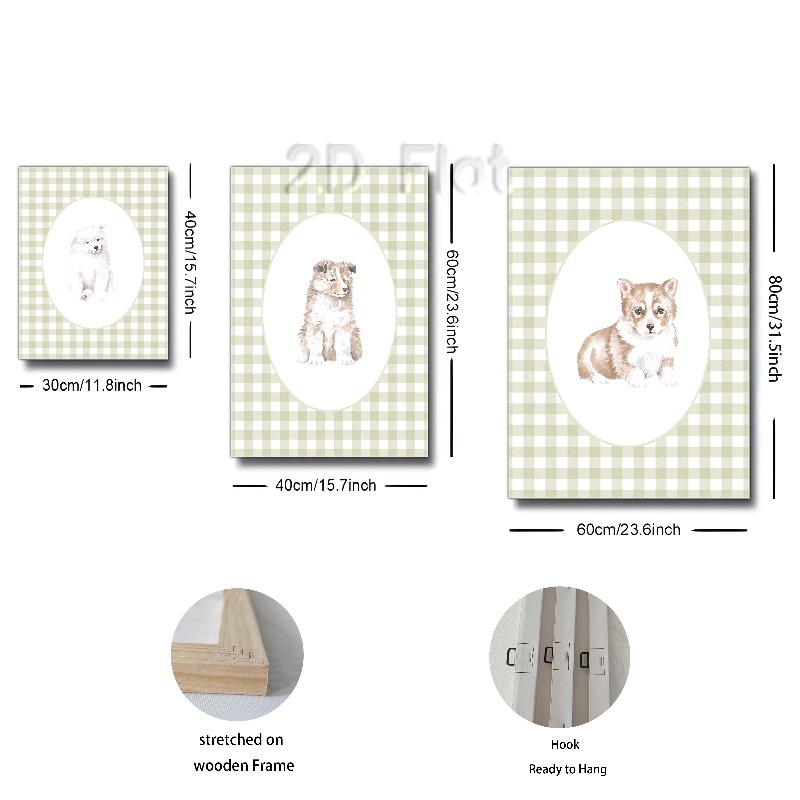 2D Flat
40cm/15.7inch
60cm/23.6inch
80cm/31.5inch
30cm/11.8inch
40cm/15.7inch
60cm/23.6inch
stretched on
wooden Frame
Hook
Ready to Hang